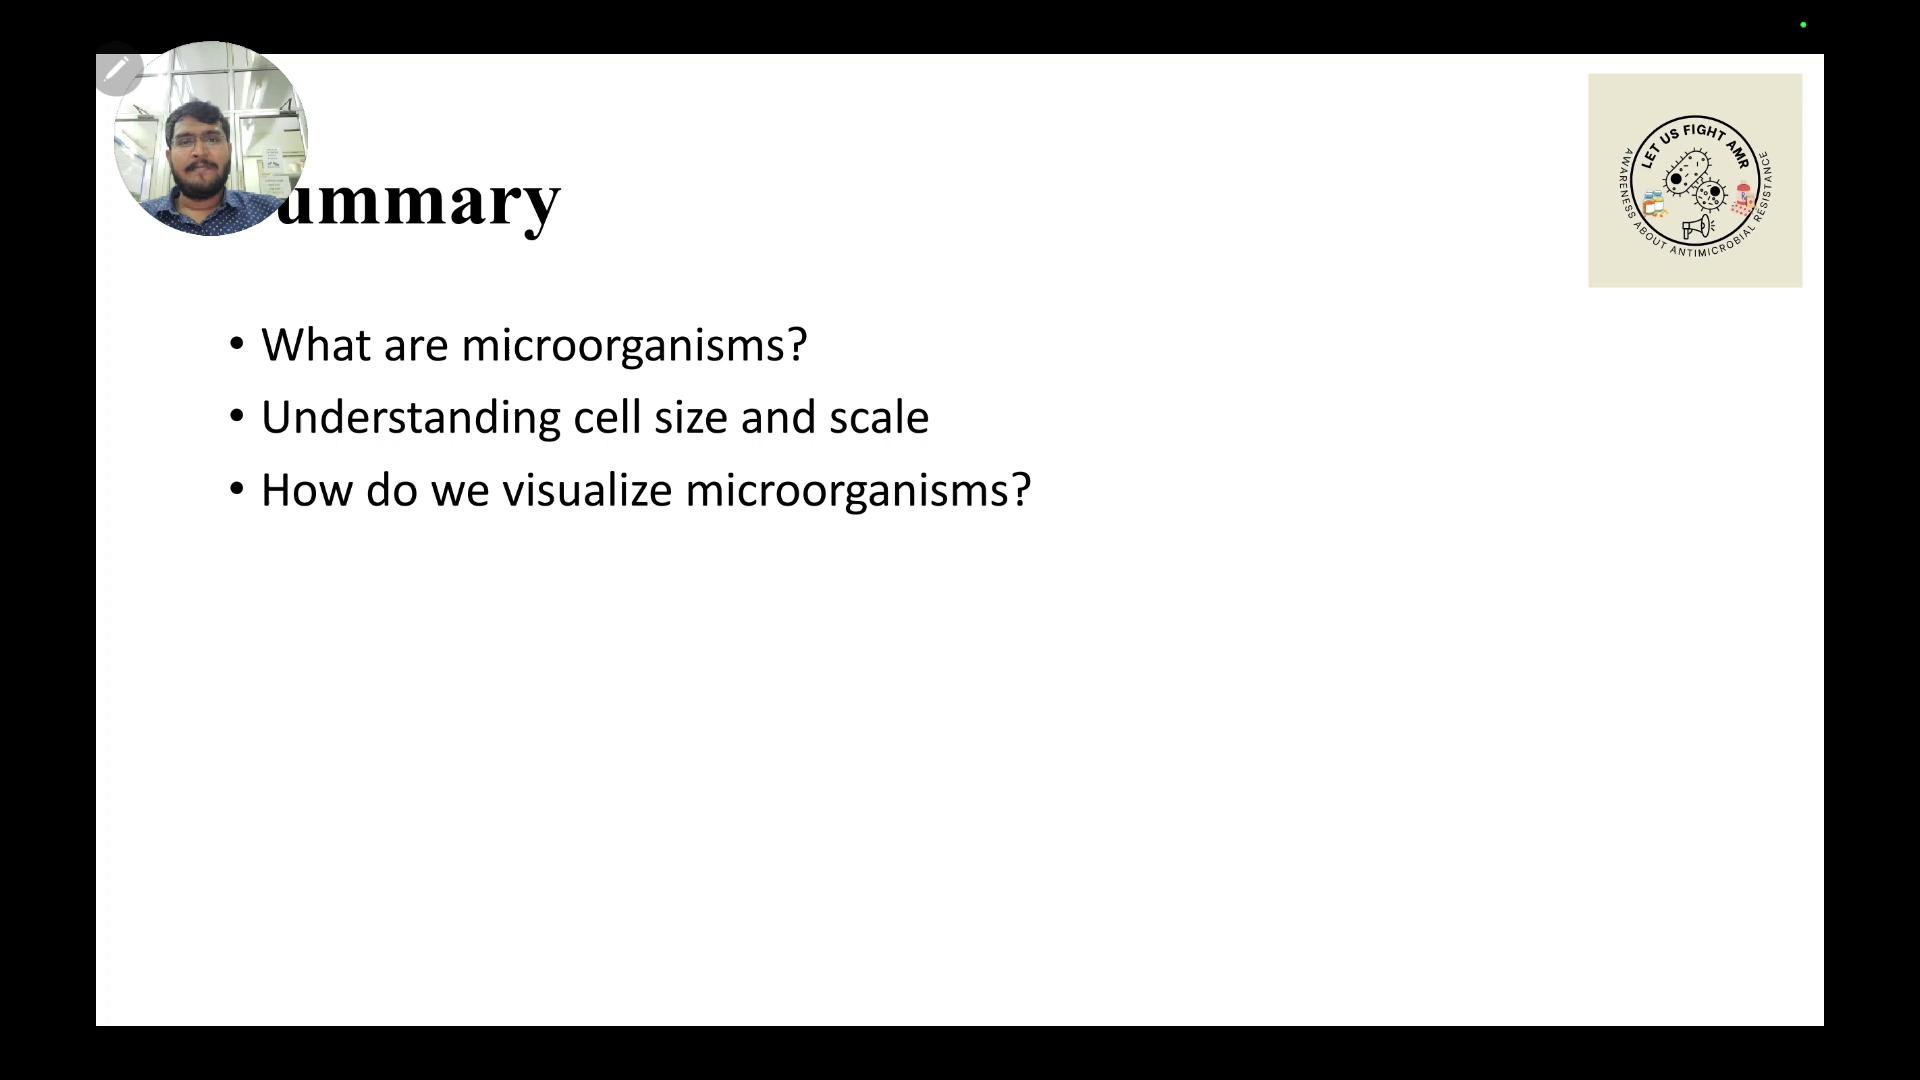 ummary
LET US FIGHT AMR
AWARENESS ABOUT ANTIMICROBIAL RESISTANCE
• What are microorganisms?
• Understanding cell size and scale
• How do we visualize microorganisms?